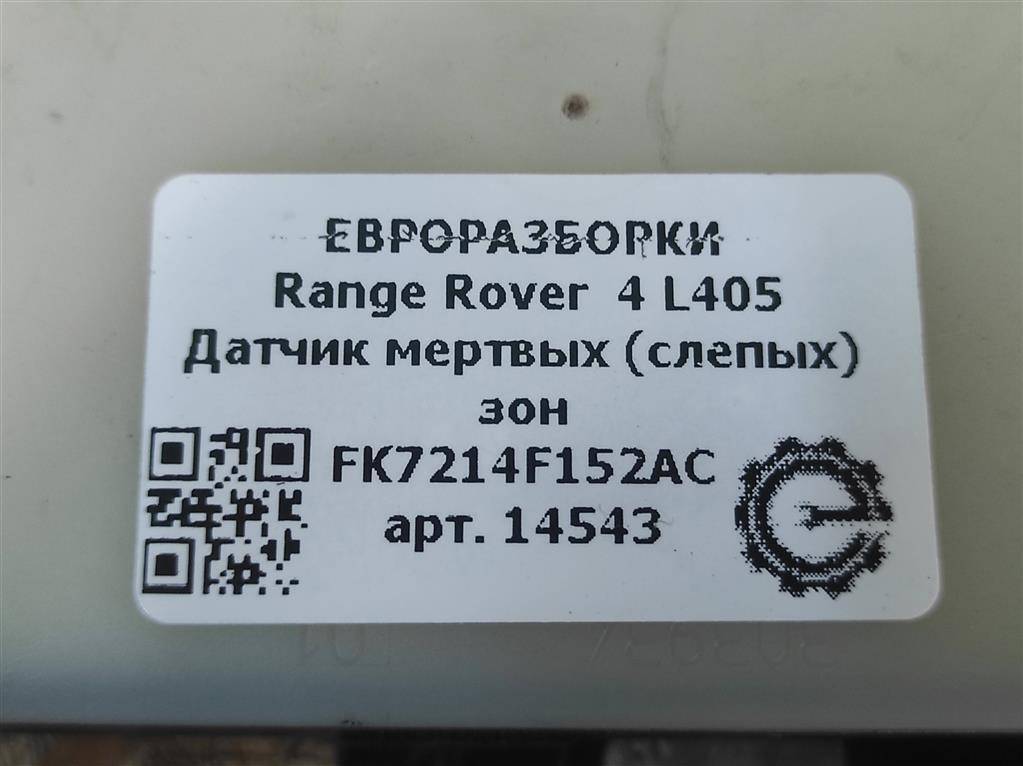 ЕВРОРАЗБОРКИ
Range Rover 4 L405
Датчик мертвых (слепых)
зон
FK7214F152AC
арт. 14543